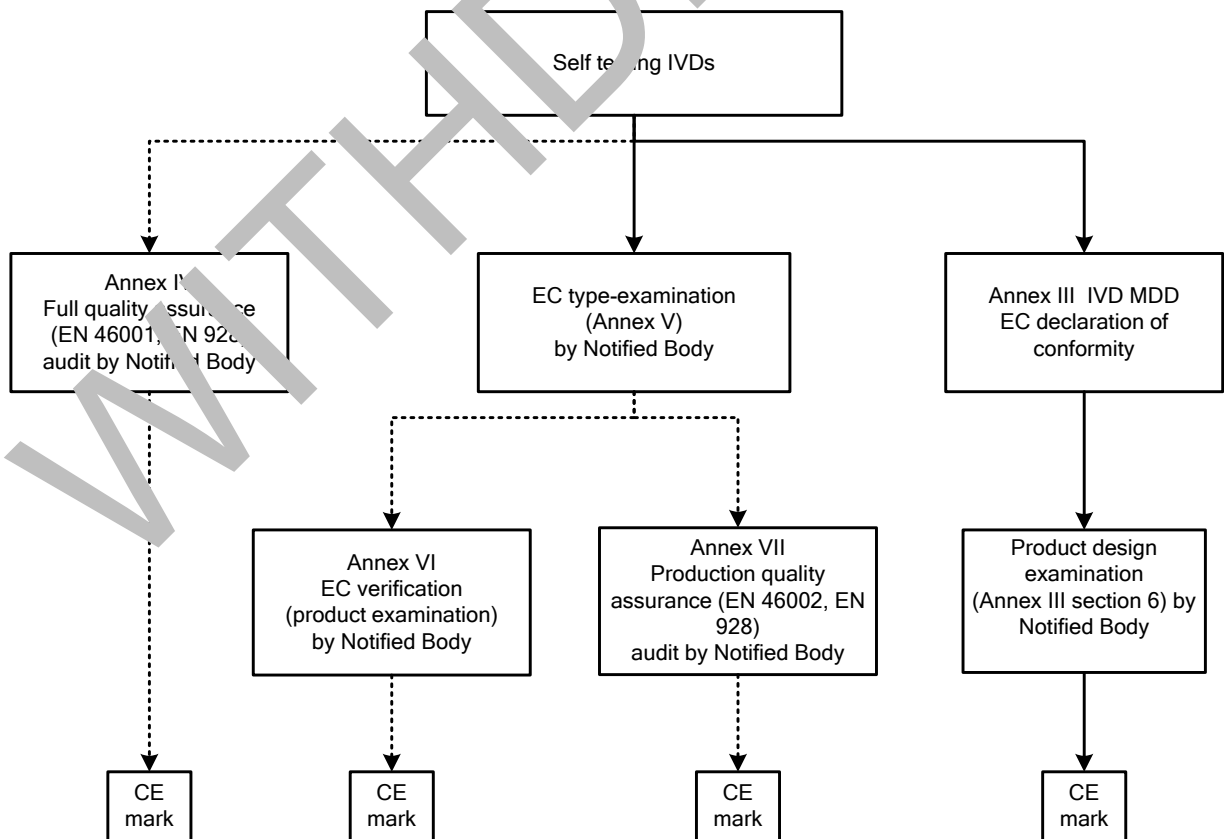 WITHD
Self testing IVDs
Annex IV
Full quality assurance
(EN 46001, EN 928)
audit by Notified Body
EC type-examination
(Annex V)
by Notified Body
Annex III IVD MDD
EC declaration of
conformity
Annex VI
EC verification
(product examination)
by Notified Body
Annex VII
Production quality
assurance (EN 46002, EN
928)
audit by Notified Body
Product design
examination
(Annex III section 6) by
Notified Body
CE
mark
CE
mark
CE
mark
CE
mark